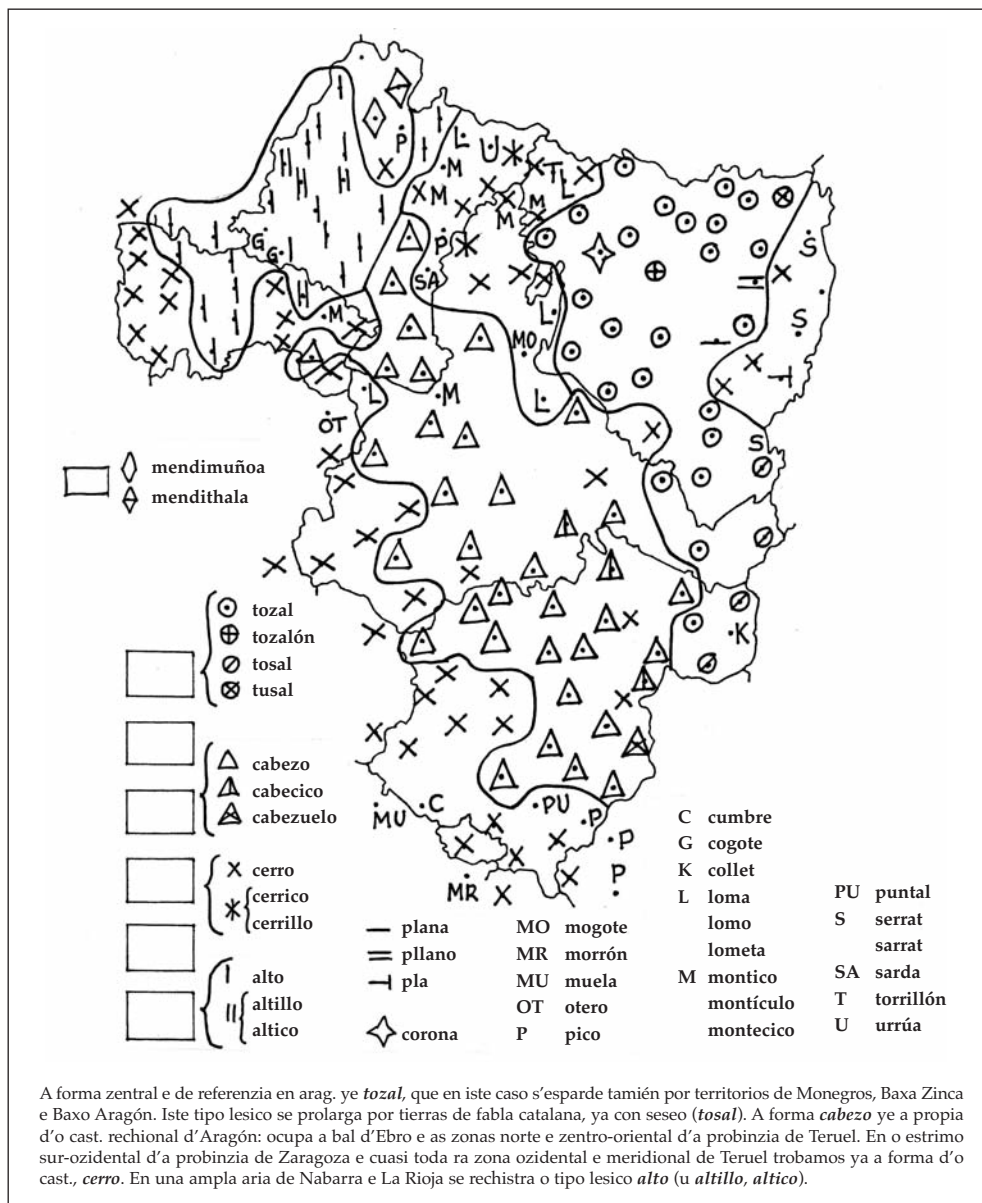 L
U
P
M
T
L
M
M
M
G
G
P
S
SA
M
L
MO
S
L
L
M
OT
S
mendimuñoa
mendithala
tozal
tozalón
tosal
tusal
K
cabezo
cabecico
cabezuelo
MU
C
PU
P
P
MR
P
cerro
cerrico
cerrillo
alto
altillo
altico
plana
pllano
pla
corona
MO mogote
MR morrón
MU muela
OT otero
P pico
C cumbre
G cogote
K collet
L loma
lomo
lometa
M montico
montículo
montecico
PU puntal
S serrat
sarrat
SA sarda
T torrillón
U urrúa
A forma zentral e de referenzia en arag. ye tozal, que en iste caso s'esparde tamién por territorios de Monegros, Baxa Zinca
e Baxo Aragón. Iste tipo lesico se prolarga por tierras de fabla catalana, ya con seseo (tosal). A forma cabezo ye a propia
d'o cast. rechional d'Aragón: ocupa a bal d'Ebro e as zonas norte e zentro-oriental d'a probinzia de Teruel. En o estrimo
sur-ozidental d'a probinzia de Zaragoza e cuasi toda ra zona ozidental e meridional de Teruel trobamos ya a forma d'o
cast., cerro. En una ampla aria de Nabarra e La Rioja se rechistra o tipo lesico alto (u altillo, altico).